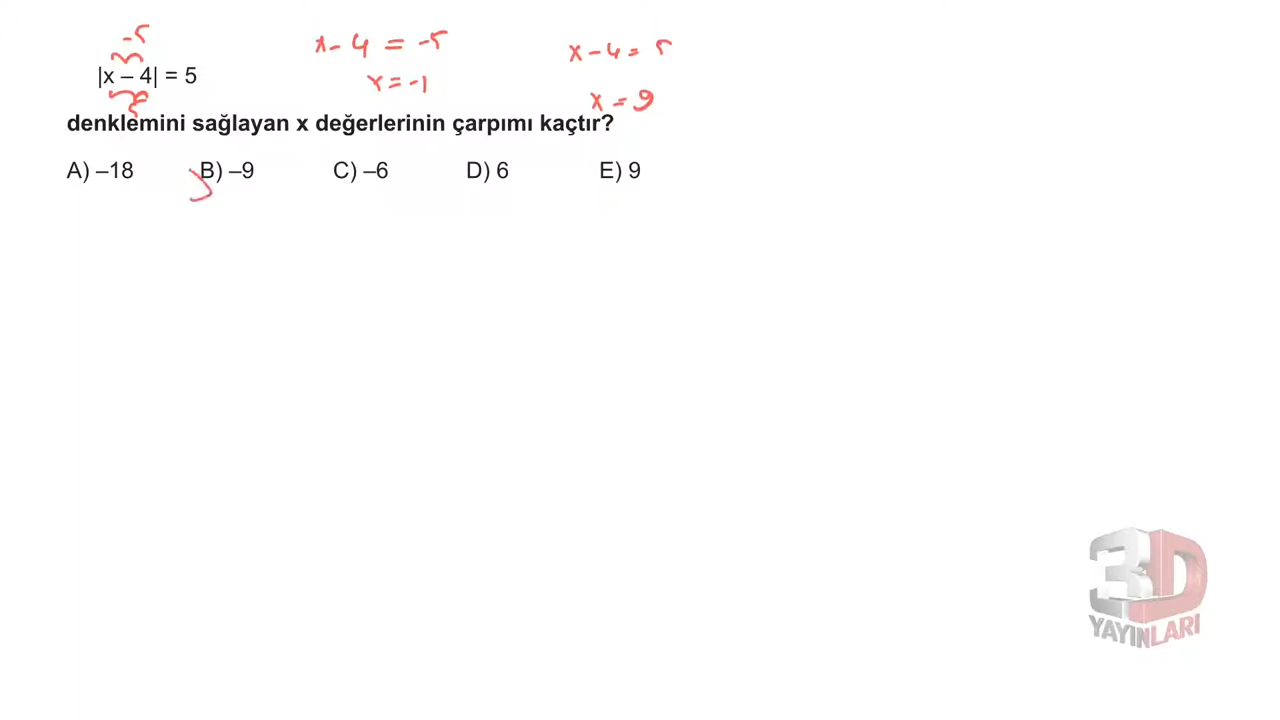 -5
x - 4 = -5
x - 4 = 5
|x – 4| = 5
x = -1
5
x = 9
denklemini sağlayan x değerlerinin çarpımı kaçtır?
A) –18 B) –9 C) –6 D) 6 E) 9
3D
YAYINLARI